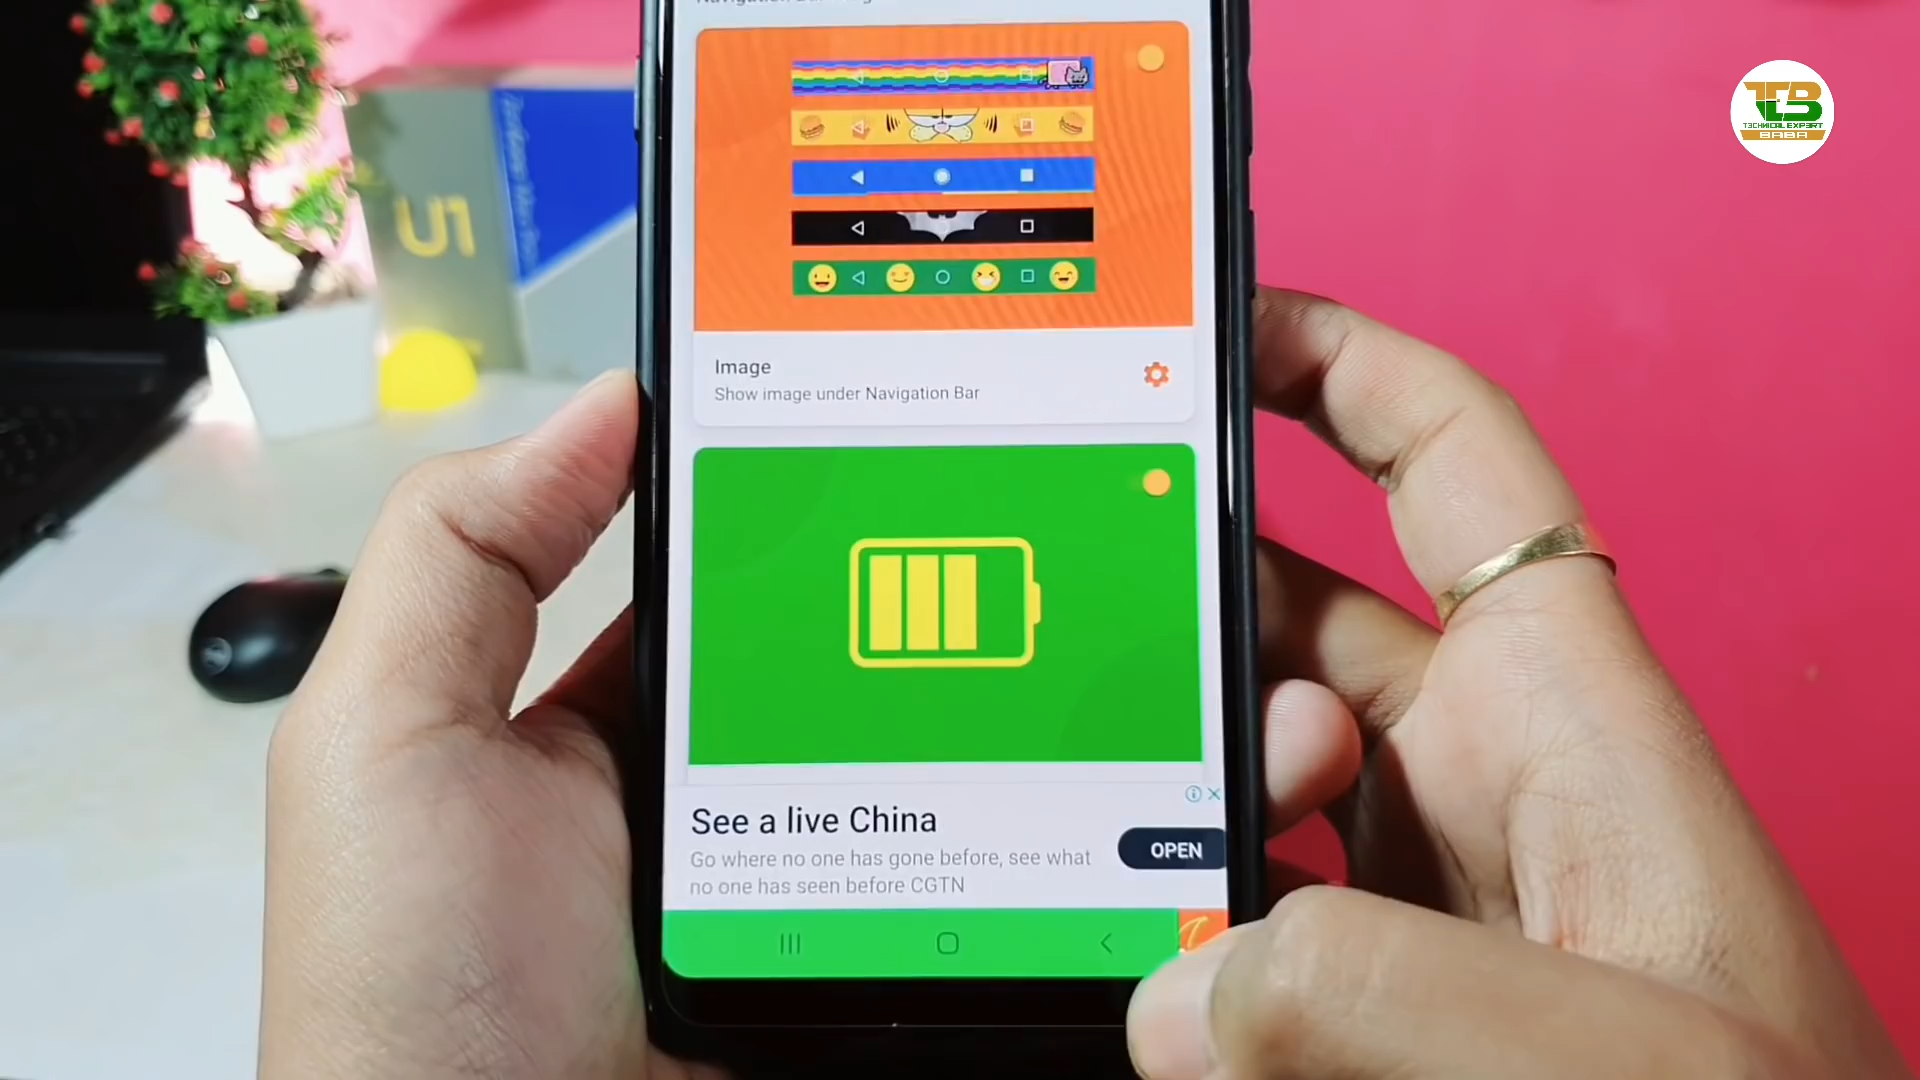 TECHNICAL EXPERT
BABA
U1
Image
Show image under Navigation Bar
See a live China
Go where no one has gone before, see what
no one has seen before CGTN
OPEN